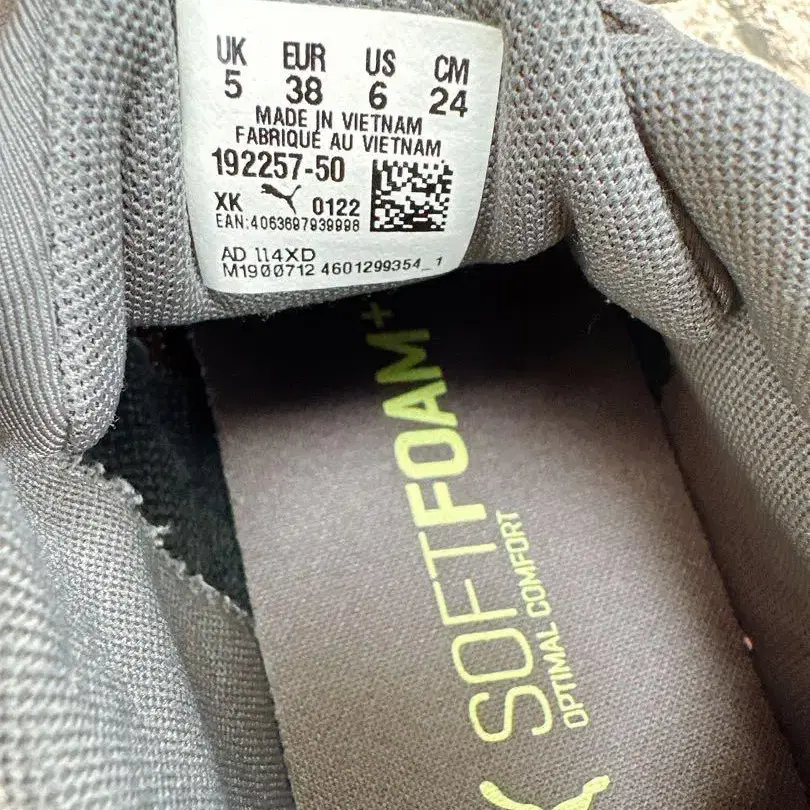 UK EUR US CM
5 38 6 24
MADE IN VIETNAM
FABRIQUÉ AU VIETNAM
192257-50
XK 0122
EAN:4063697939998
AD 114XD
M1900712 4601299354_1
SOFTFOAM+
OPTIMAL COMFORT